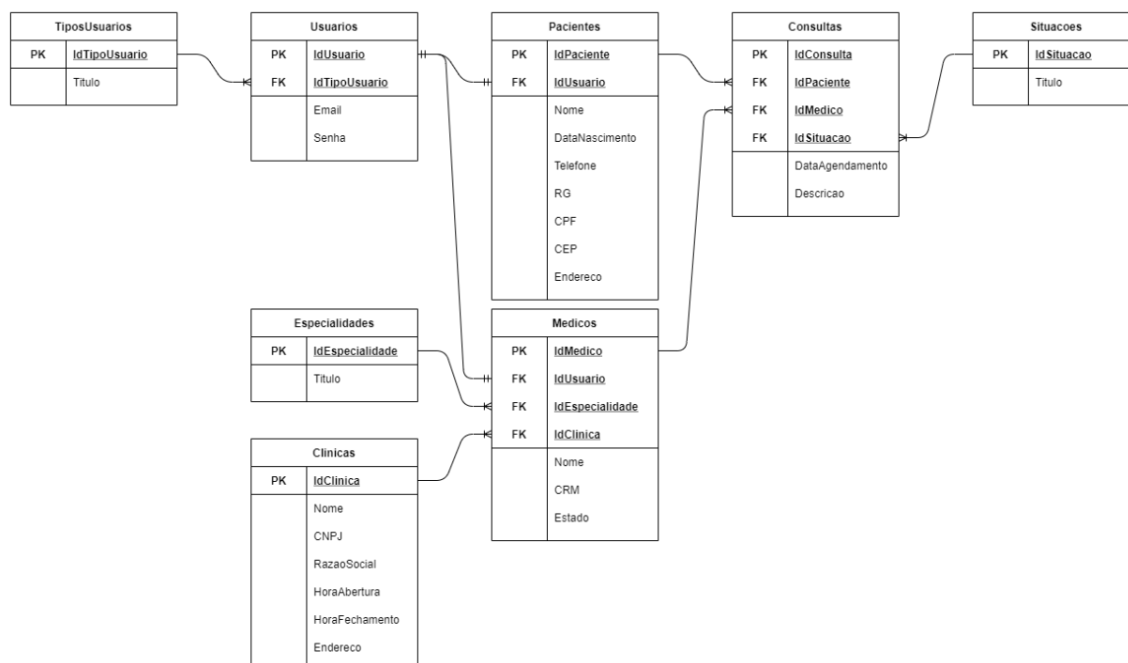 TiposUsuarios
PK IdTipoUsuario
Titulo
Usuarios
PK IdUsuario
FK IdTipoUsuario
Email
Senha
Pacientes
PK IdPaciente
FK IdUsuario
Nome
DataNascimento
Telefone
RG
CPF
CEP
Endereco
Consultas
PK IdConsulta
FK IdPaciente
FK IdMedico
FK IdSituacao
DataAgendamento
Descricao
Situacoes
PK IdSituacao
Titulo
Especialidades
PK IdEspecialidade
Titulo
Medicos
PK IdMedico
FK IdUsuario
FK IdEspecialidade
FK IdClinica
Nome
CRM
Estado
Clinicas
PK IdClinica
Nome
CNPJ
RazaoSocial
HoraAbertura
HoraFechamento
Endereco